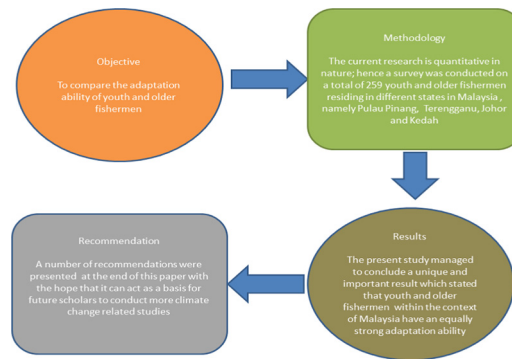 Objective
To compare the adaptation
ability of youth and older
fishermen
Methodology
The current research is quantitative in
nature; hence a survey was conducted on
a total of 259 youth and older fishermen
residing in different states in Malaysia ,
namely Pulau Pinang, Terengganu, Johor
and Kedah
Results
The present study managed to
conclude a unique and
important result which stated
that youth and older
fishermen within the context
of Malaysia have an equally
strong adaptation ability
Recommendation
A number of recommendations were
presented at the end of this paper with
the hope that it can act as a basis for
future scholars to conduct more climate
change related studies